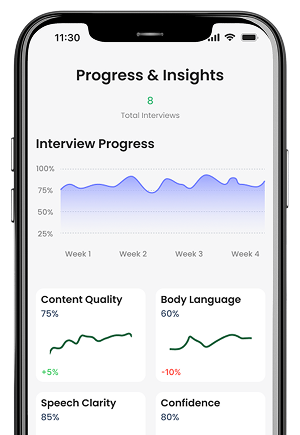 11:30
Progress & Insights
8
Total Interviews
Interview Progress
100%
75%
50%
25%
Week 1 Week 2 Week 3 Week 4
Content Quality
75%
+5%
Body Language
60%
-10%
Speech Clarity
85%
Confidence
80%